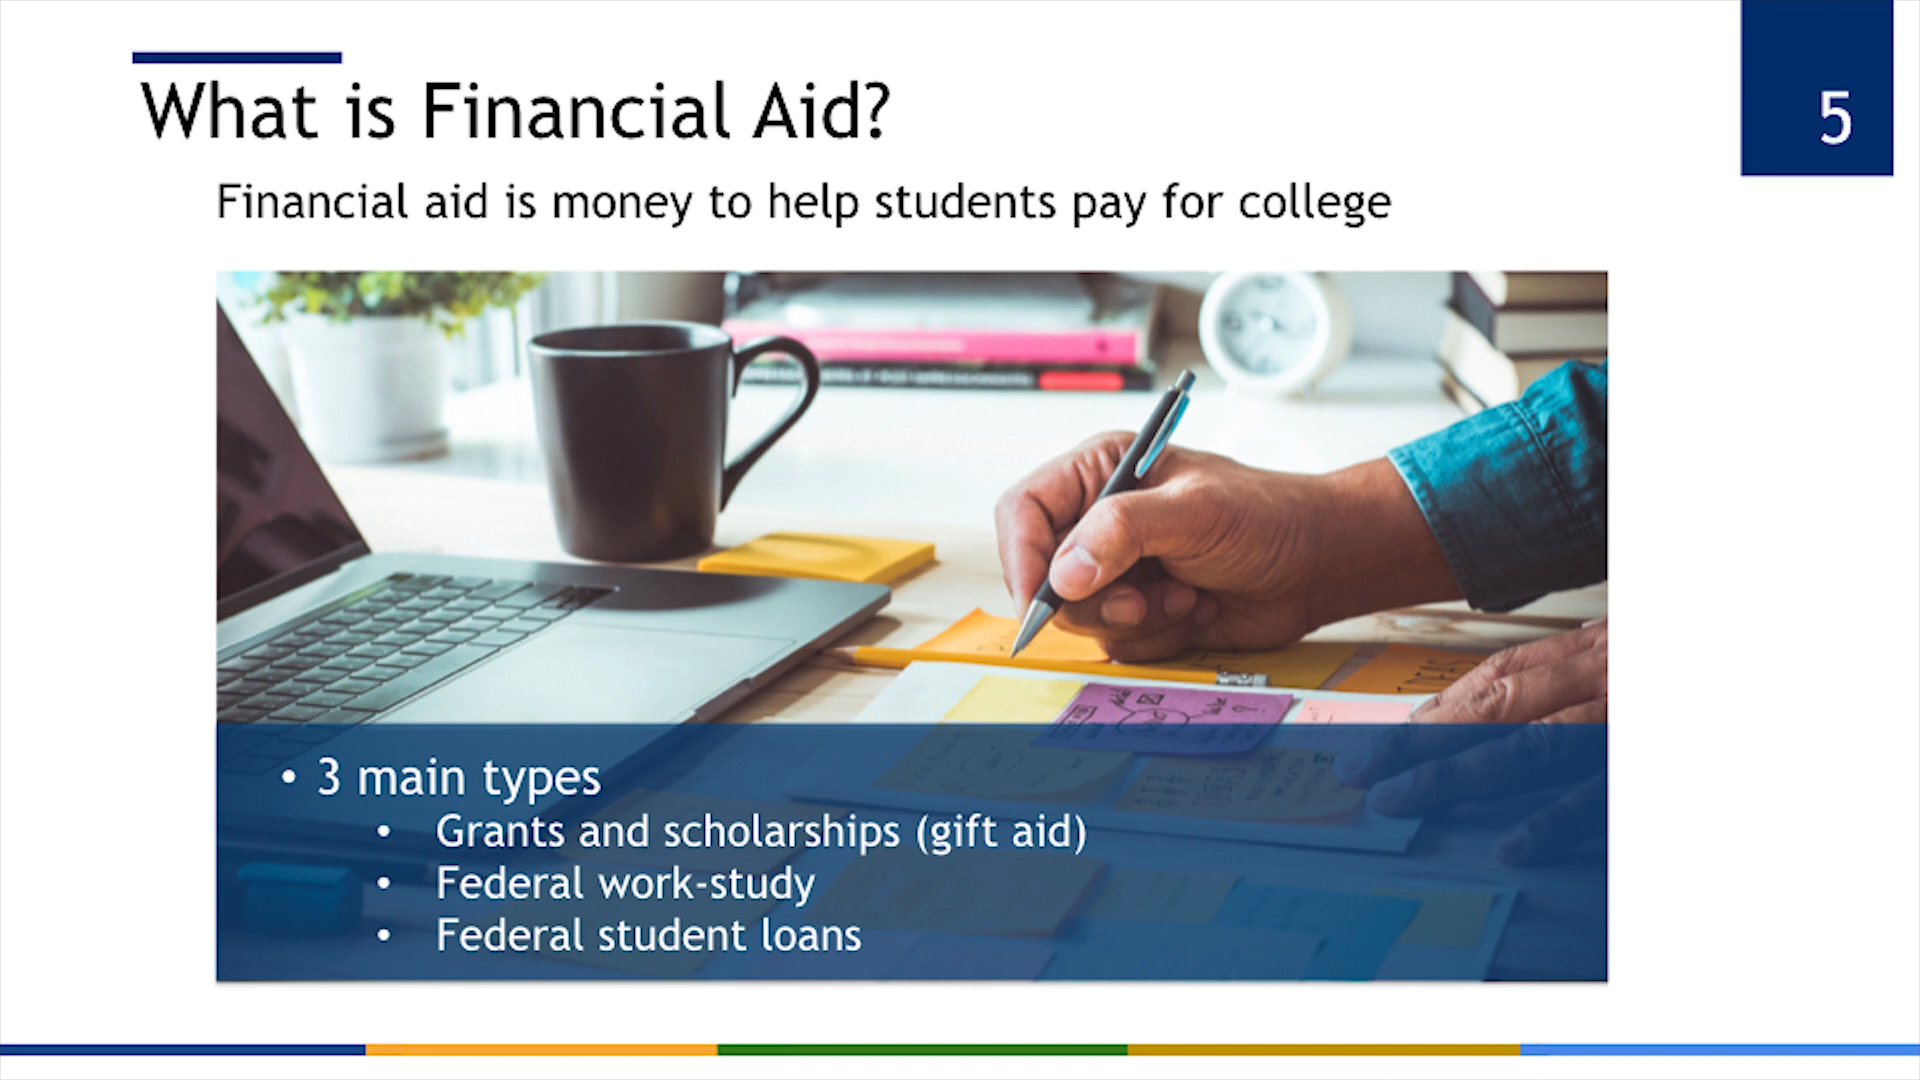 5
What is Financial Aid?
Financial aid is money to help students pay for college
• 3 main types
• Grants and scholarships (gift aid)
• Federal work-study
• Federal student loans